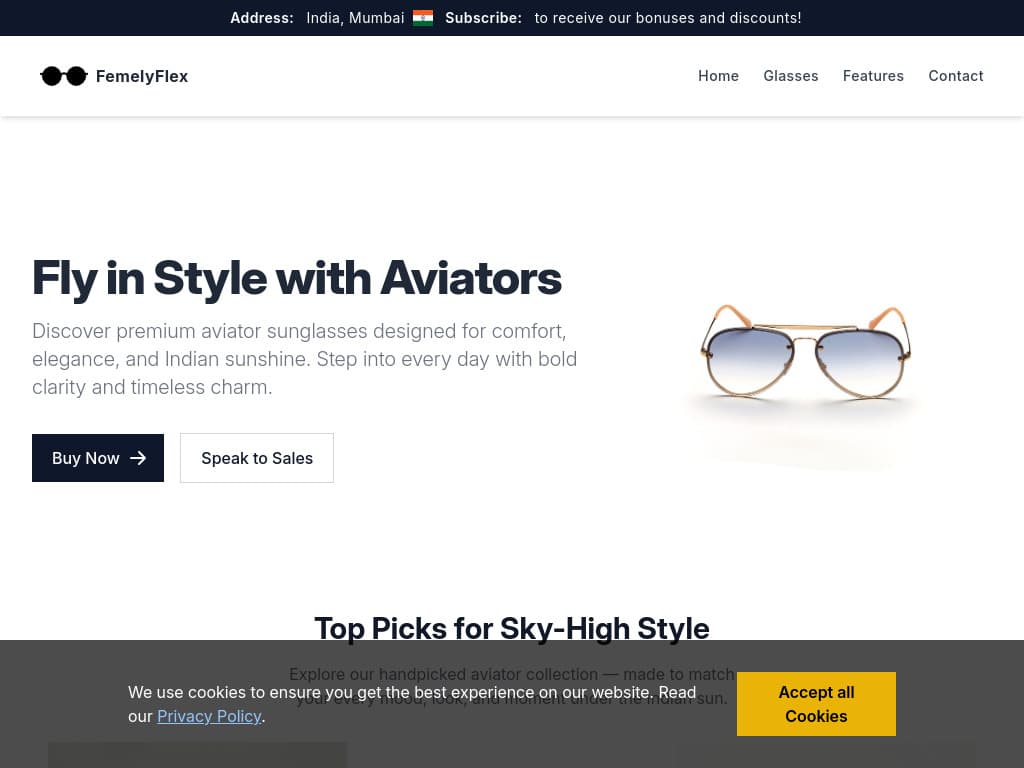 Address: India, Mumbai Subscribe: to receive our bonuses and discounts!
FemelyFlex
Home Glasses Features Contact
Fly in Style with Aviators
Discover premium aviator sunglasses designed for comfort,
elegance, and Indian sunshine. Step into every day with bold
clarity and timeless charm.
Buy Now
Speak to Sales
Top Picks for Sky-High Style
Explore our handpicked aviator collection — made to match
your every mood, look, and moment under the Indian sun.
We use cookies to ensure you get the best experience on our website. Read
our Privacy Policy.
Accept all
Cookies